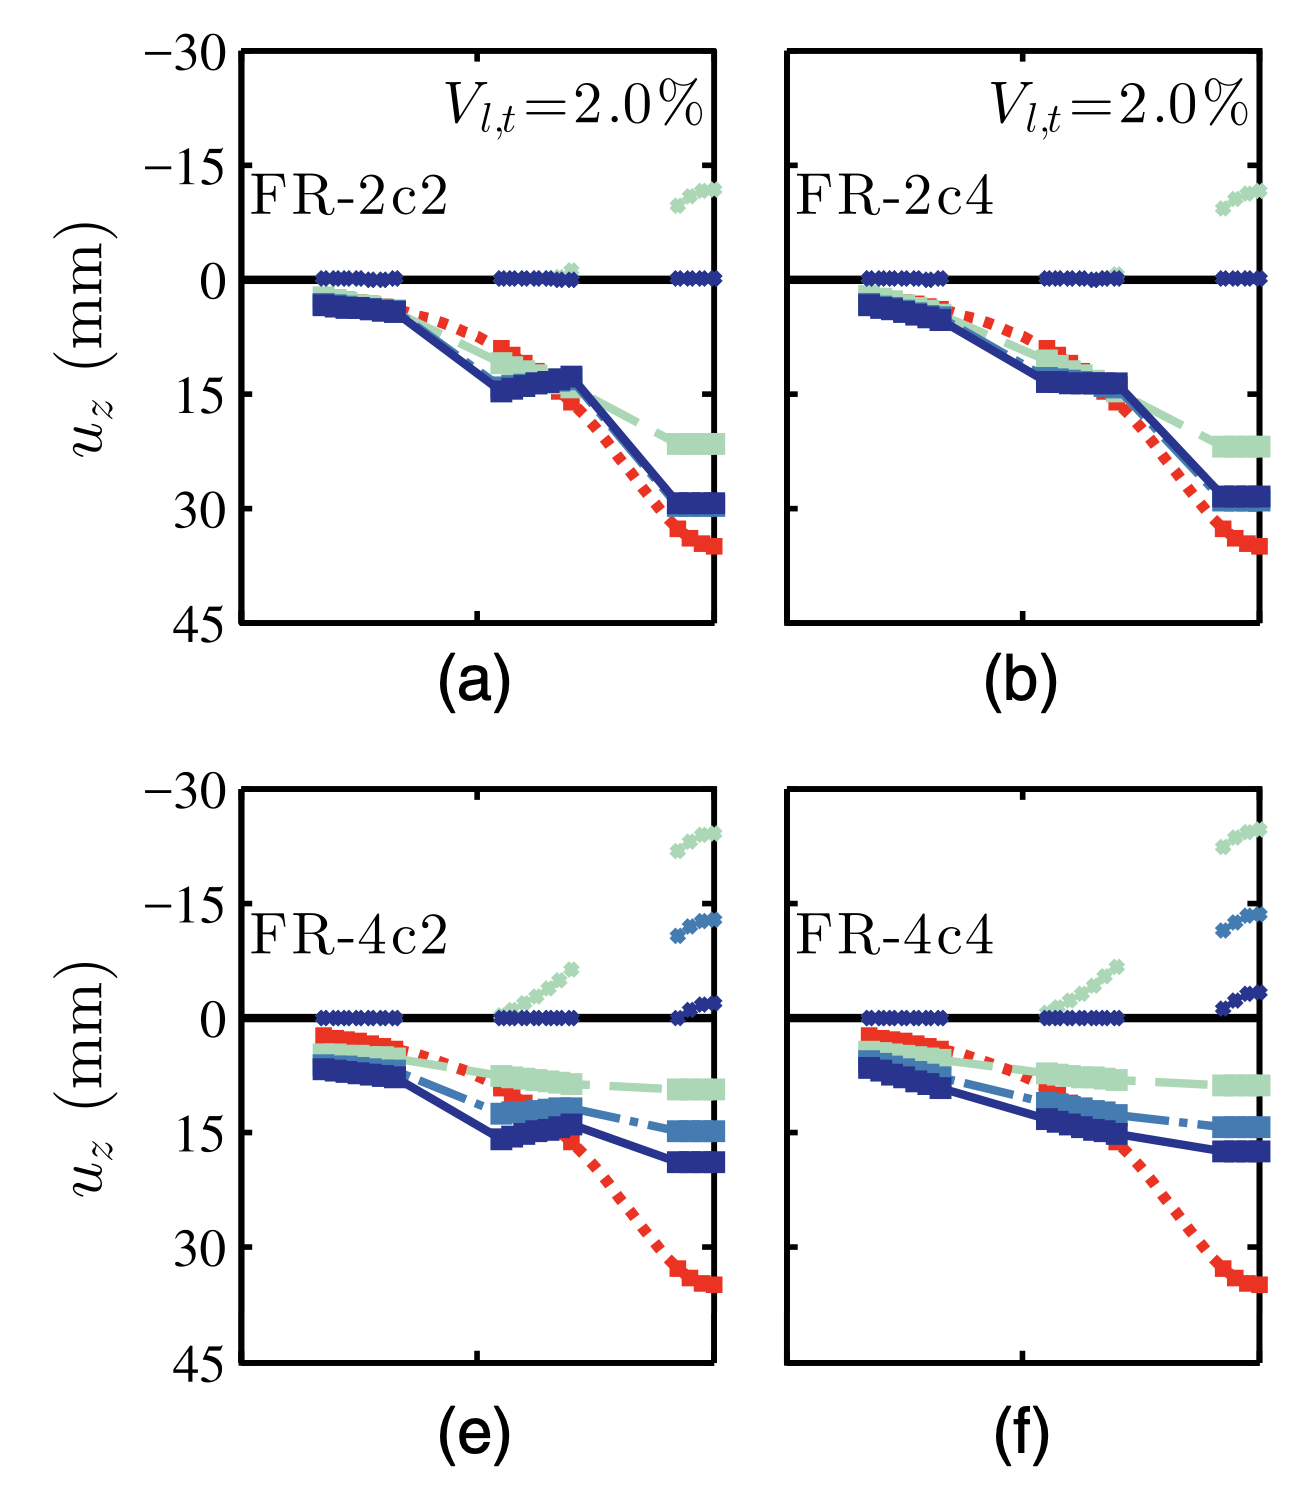 −30
−15
0
15
30
45
u_z (mm)
V_{l,t}=2.0%
FR-2c2
(a)
V_{l,t}=2.0%
FR-2c4
(b)
−30
−15
0
15
30
45
u_z (mm)
FR-4c2
(e)
FR-4c4
(f)